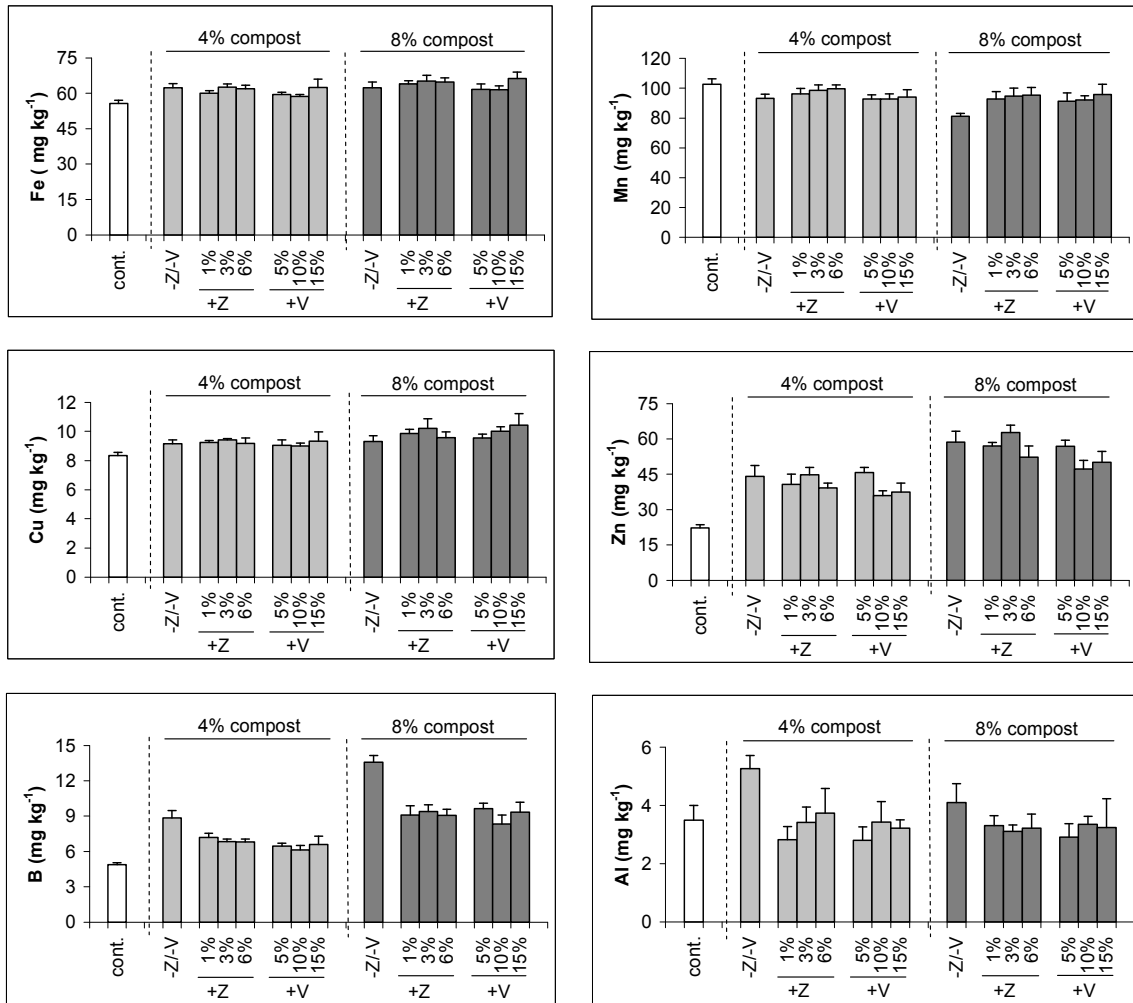 4% compost
8% compost
75
60
45
30
15
0
Fe ( mg kg-1)
cont.
-Z/-V
1%
3%
6%
5%
10%
15%
-Z/-V
1%
3%
6%
5%
10%
15%
+Z
+V
+Z
+V
4% compost
8% compost
120
100
80
60
40
20
0
Mn (mg kg-1)
cont.
-Z/-V
1%
3%
6%
5%
10%
15%
-Z/-V
1%
3%
6%
5%
10%
15%
+Z
+V
+Z
+V
4% compost
8% compost
12
10
8
6
4
2
0
Cu (mg kg-1)
cont.
-Z/-V
1%
3%
6%
5%
10%
15%
-Z/-V
1%
3%
6%
5%
10%
15%
+Z
+V
+Z
+V
4% compost
8% compost
75
60
45
30
15
0
Zn (mg kg-1)
cont.
-Z/-V
1%
3%
6%
5%
10%
15%
-Z/-V
1%
3%
6%
5%
10%
15%
+Z
+V
+Z
+V
4% compost
8% compost
15
12
9
6
3
0
B (mg kg-1)
cont.
-Z/-V
1%
3%
6%
5%
10%
15%
-Z/-V
1%
3%
6%
5%
10%
15%
+Z
+V
+Z
+V
4% compost
8% compost
6
4
2
0
Al (mg kg-1)
cont.
-Z/-V
1%
3%
6%
5%
10%
15%
-Z/-V
1%
3%
6%
5%
10%
15%
+Z
+V
+Z
+V